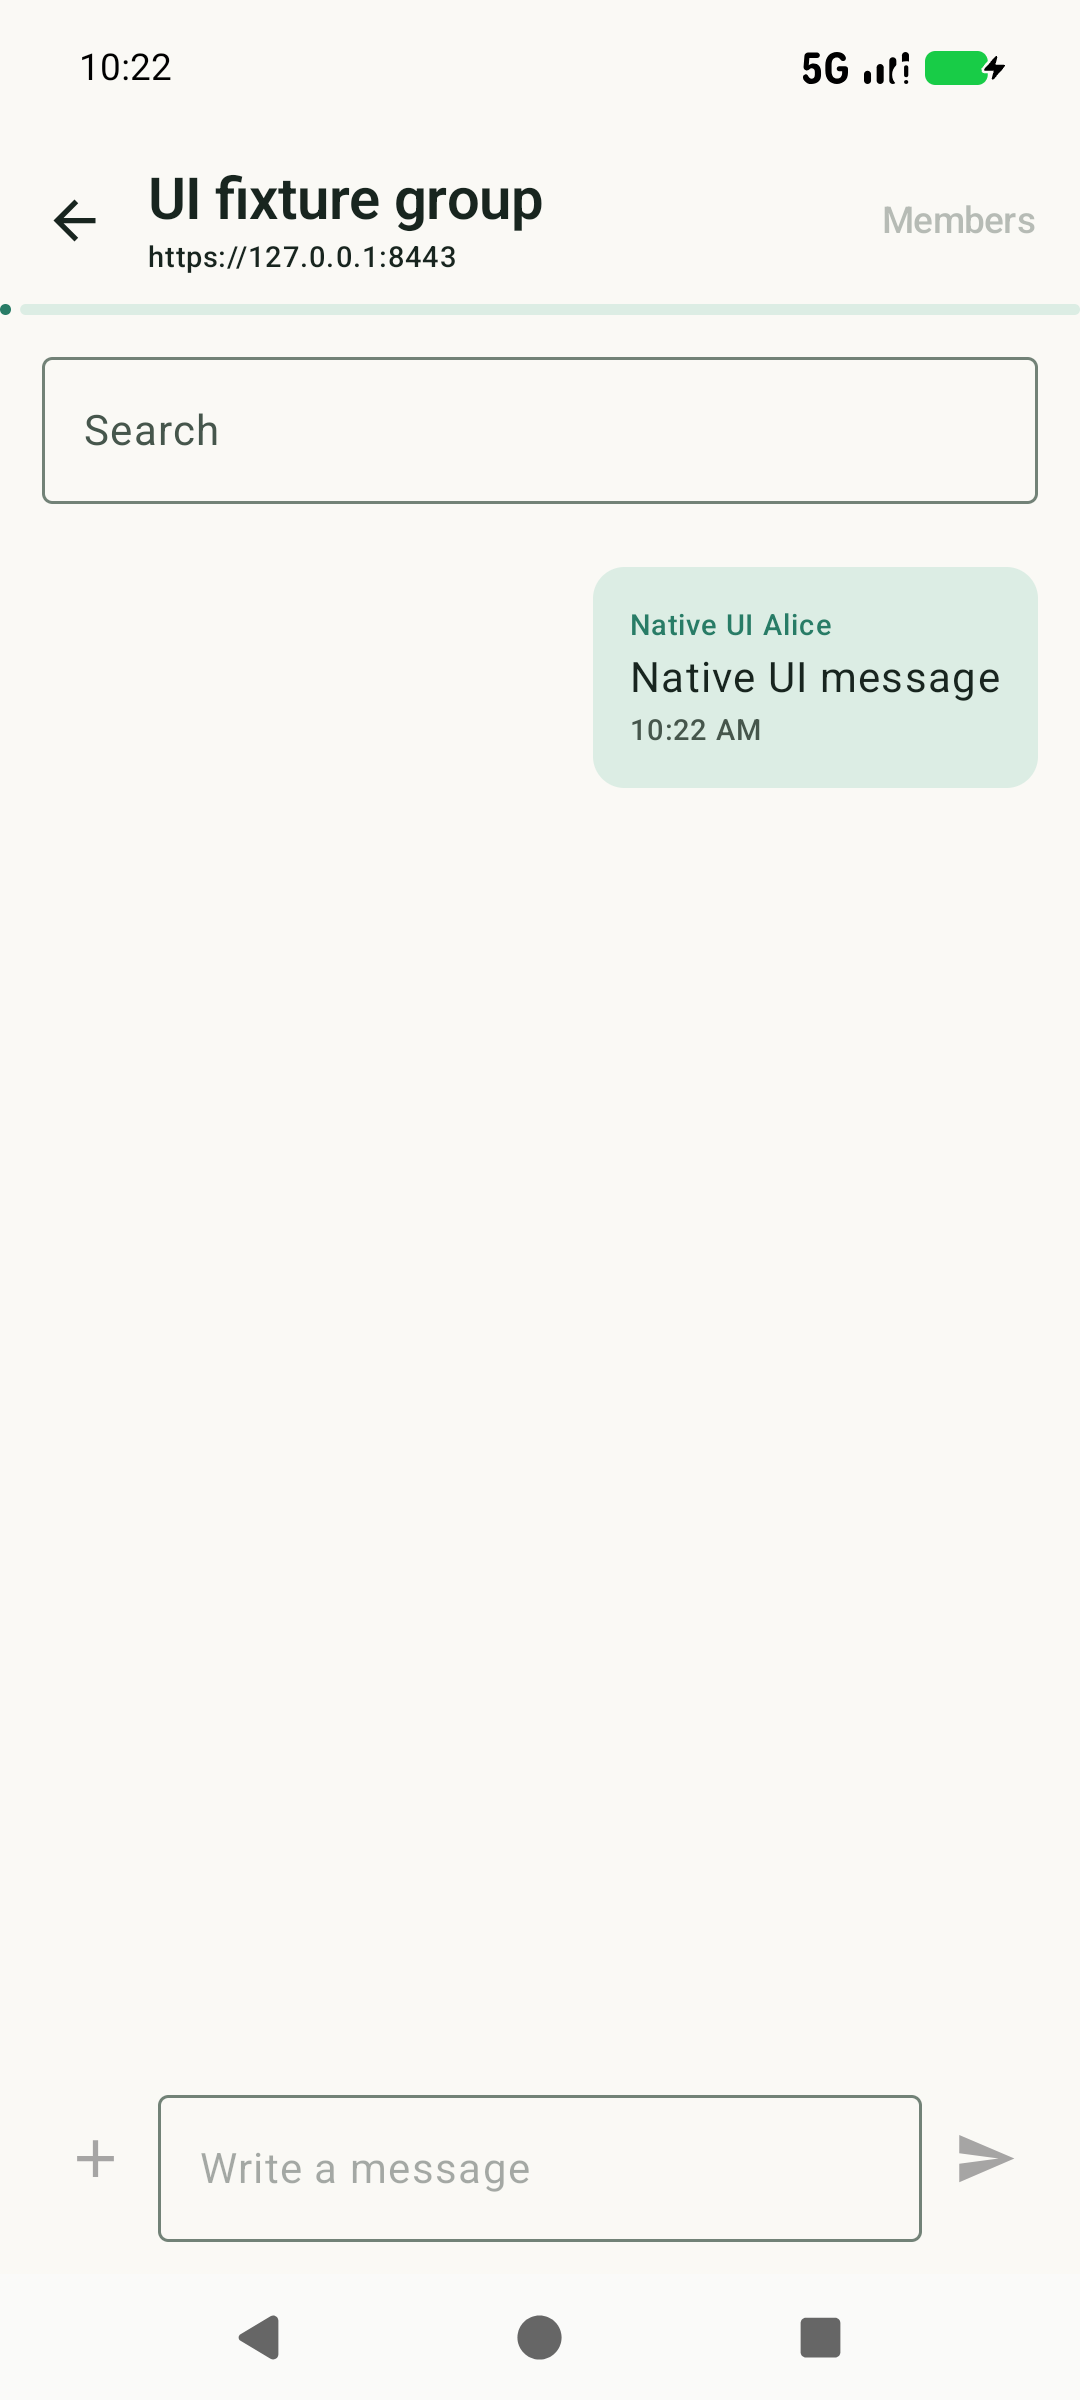 10:22
5G
UI fixture group
https://127.0.0.1:8443
Members
Search
Native UI Alice
Native UI message
10:22 AM
Write a message